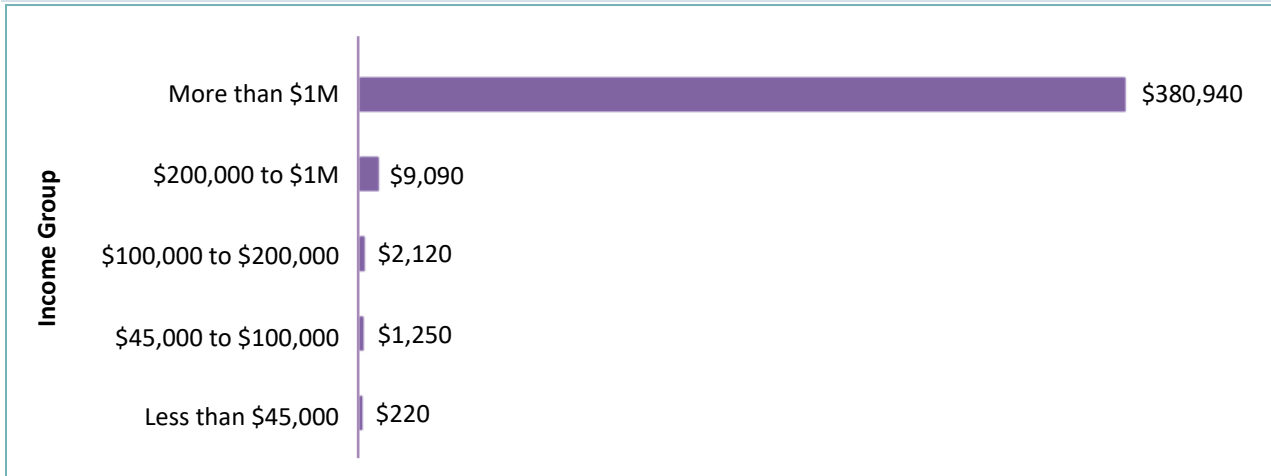 Income Group
More than $1M $380,940
$200,000 to $1M $9,090
$100,000 to $200,000 $2,120
$45,000 to $100,000 $1,250
Less than $45,000 $220